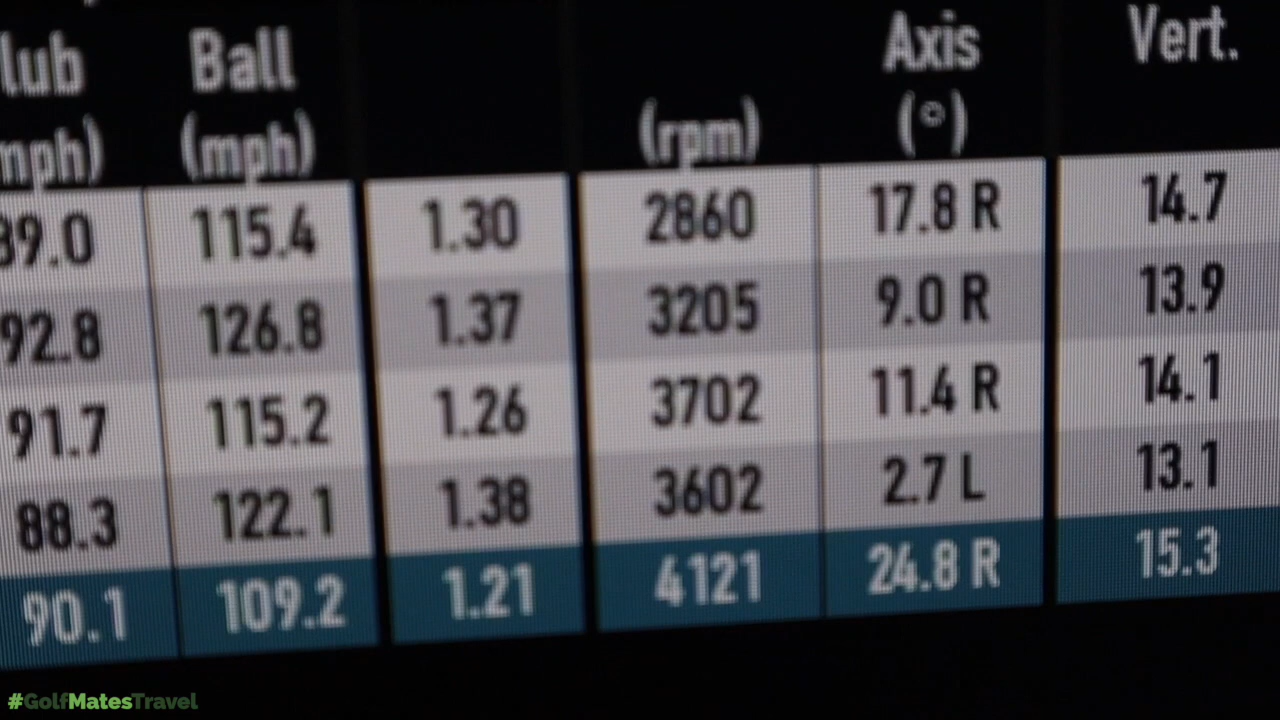 lub Ball Axis Vert.
mph) (mph) (rpm) (°)
89.0 115.4 1.30 2860 17.8 R 14.7
92.8 126.8 1.37 3205 9.0 R 13.9
91.7 115.2 1.26 3702 11.4 R 14.1
88.3 122.1 1.38 3602 2.7 L 13.1
90.1 109.2 1.21 4121 24.8 R 15.3
#GolfMatesTravel